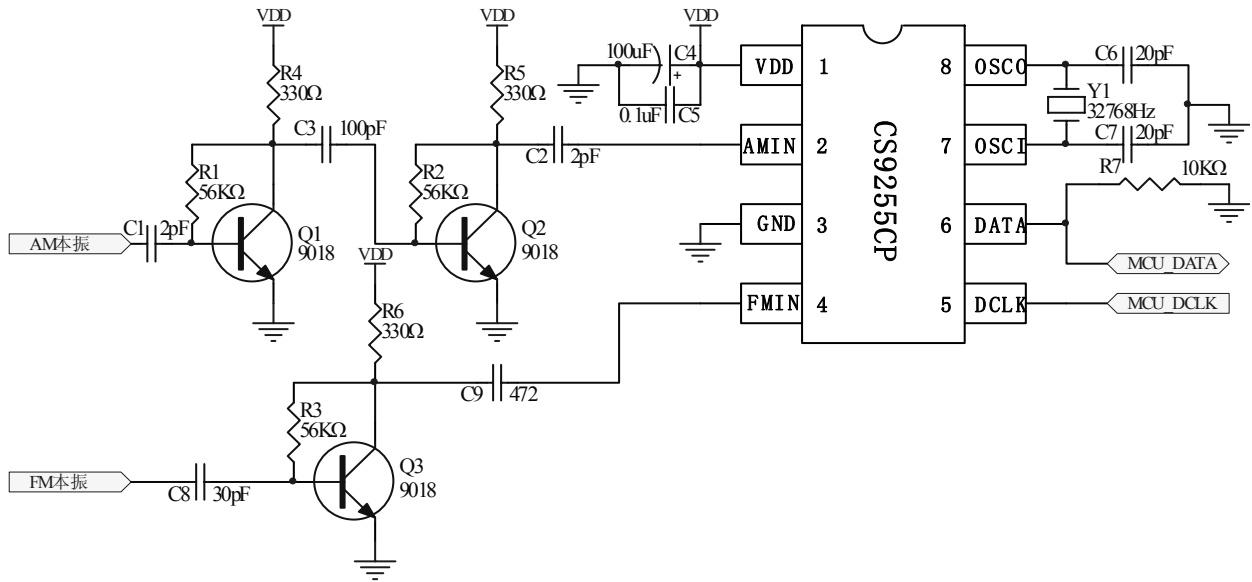 VDD
VDD
VDD
R4
330Ω
R5
330Ω
100uF
C4
+
0.1uF
C5
C3
100pF
C2
2pF
R1
56KΩ
R2
56KΩ
C1
2pF
AM本振
Q1
9018
Q2
9018
VDD
R6
330Ω
C9
472
R3
56KΩ
Q3
9018
FM本振
C8
30pF
VDD
1
AMIN
2
GND
3
FMIN
4
CS9255CP
8
OSCO
7
OSCI
6
DATA
5
DCLK
C6
20pF
Y1
32768Hz
C7
20pF
R7
10KΩ
MCU_DATA
MCU_DCLK